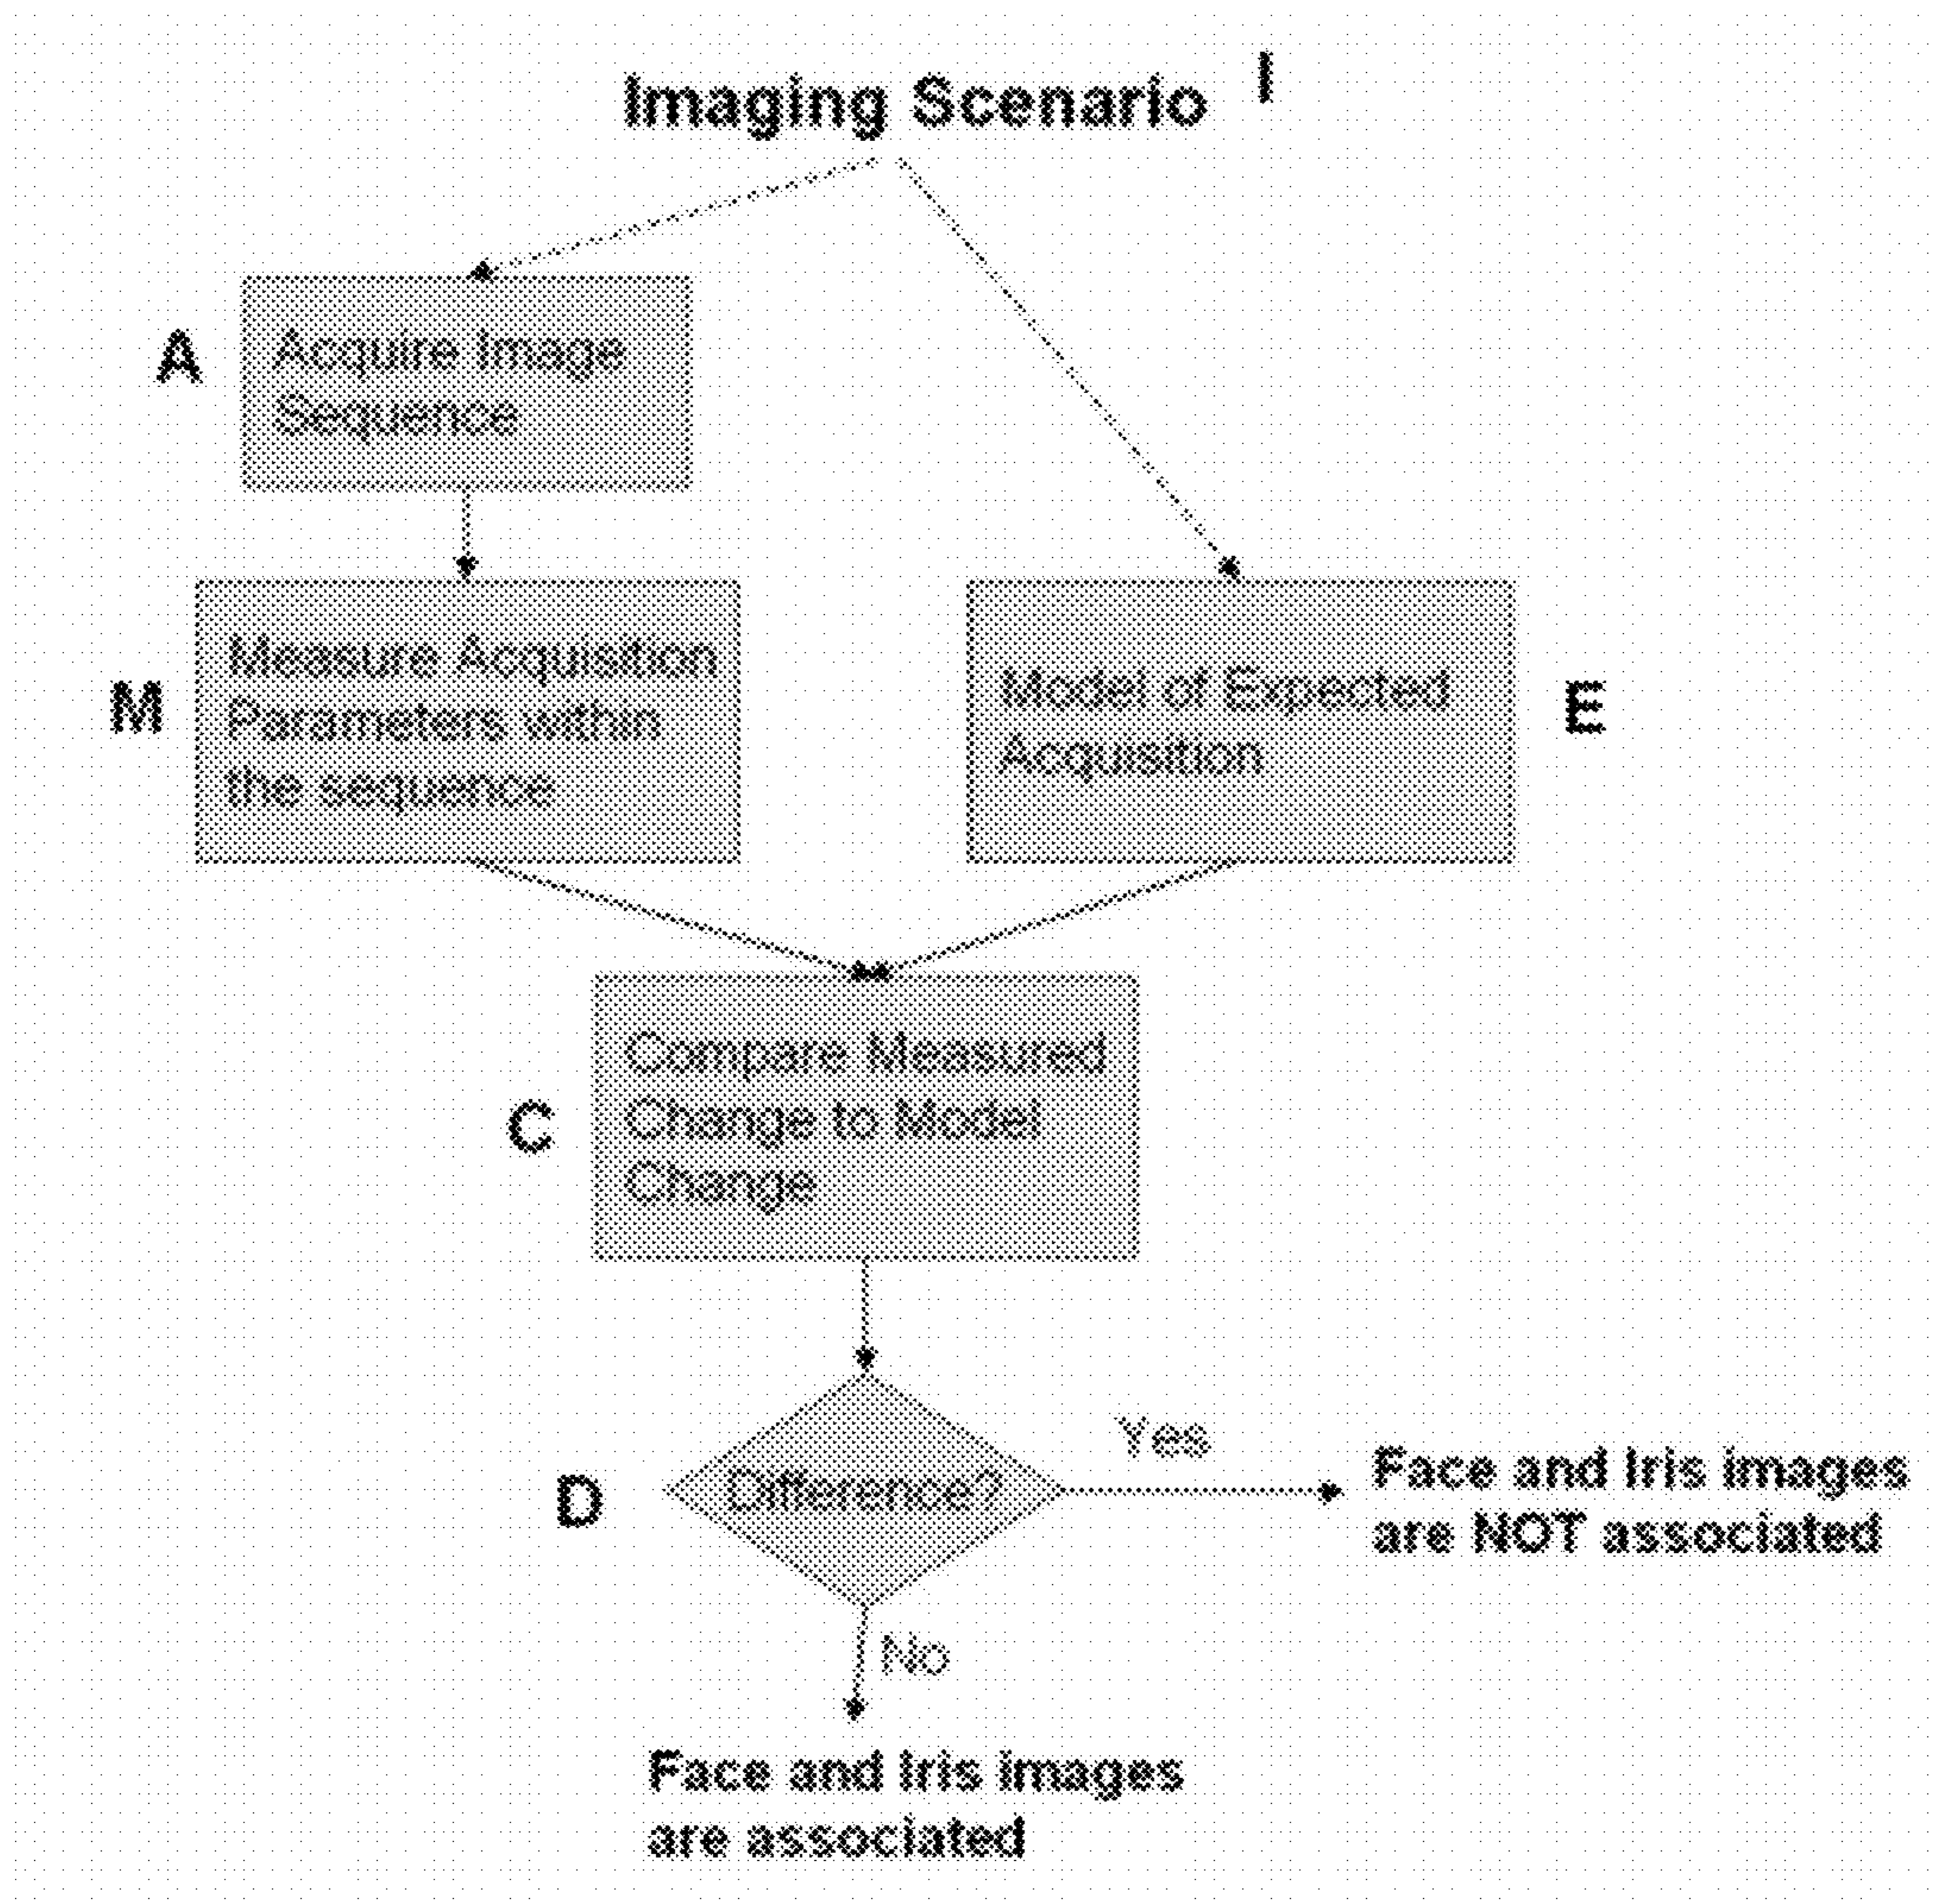 Imaging Scenario I
A
Acquire Image
Sequence
M
Measure Acquisition
Parameters within
the sequence
Model of Expected
Acquisition
E
C
Compare Measured
Change to Model
Change
D
Difference?
Yes
Face and Iris images
are NOT associated
No
Face and Iris images
are associated